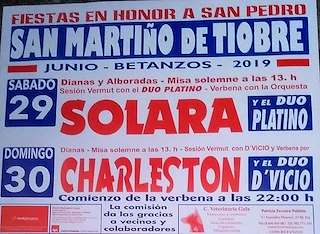 FIESTAS EN HONOR A SAN PEDRO
SAN MARTIÑO DE TIOBRE
JUNIO - BETANZOS - 2019
SABADO
29
Dianas y Alboradas - Misa solemne a las 13. h
Sesión Vermut con el DUO PLATINO - Verbena con la Orquesta
SOLARA
Y EL DUO
PLATINO
DOMINGO
30
Dianas - Misa solemne a las 13.h - Sesión Vermut con D'VICIO y Verbena por
CHARLESTON
Y EL DUO
D'VICIO
Comienzo de la verbena a las 22:00 h
La comisión
da las gracias
a vecinos y
colaboradores